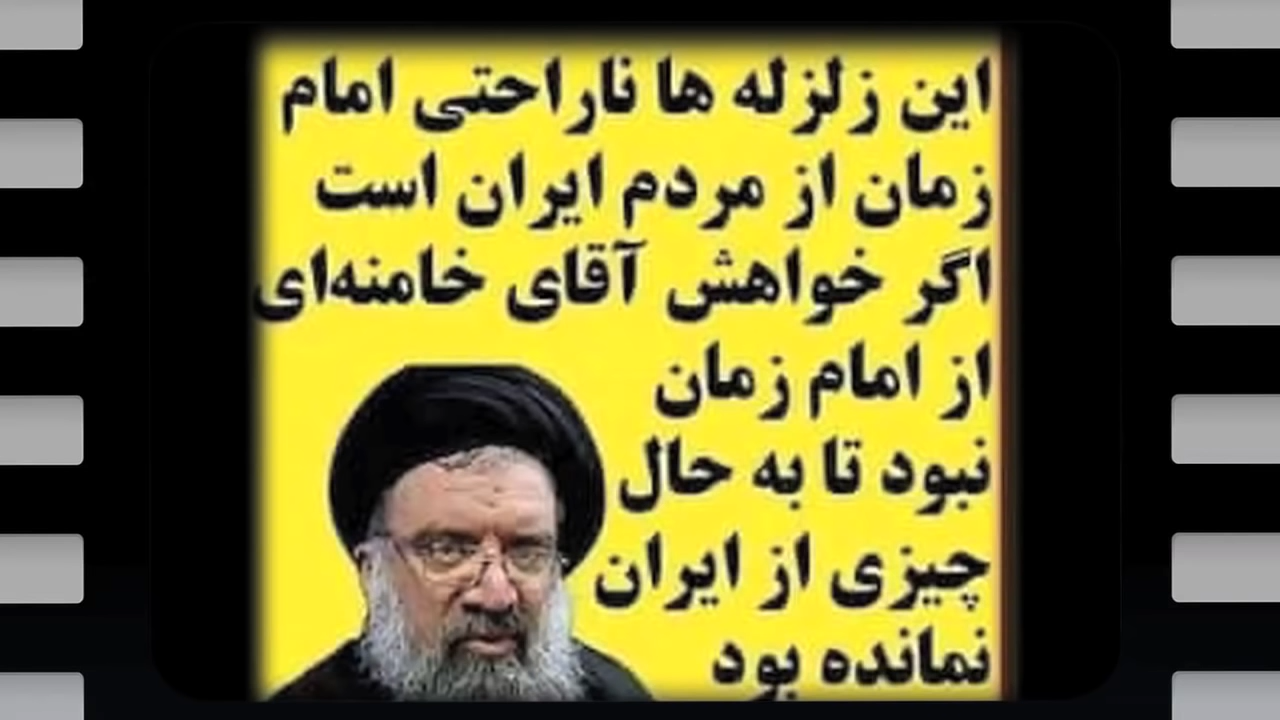 این زلزله ها ناراحتی امام
زمان از مردم ایران است
اگر خواهش آقای خامنه‌ای
از امام زمان
نبود تا به حال
چیزی از ایران
نمانده بود